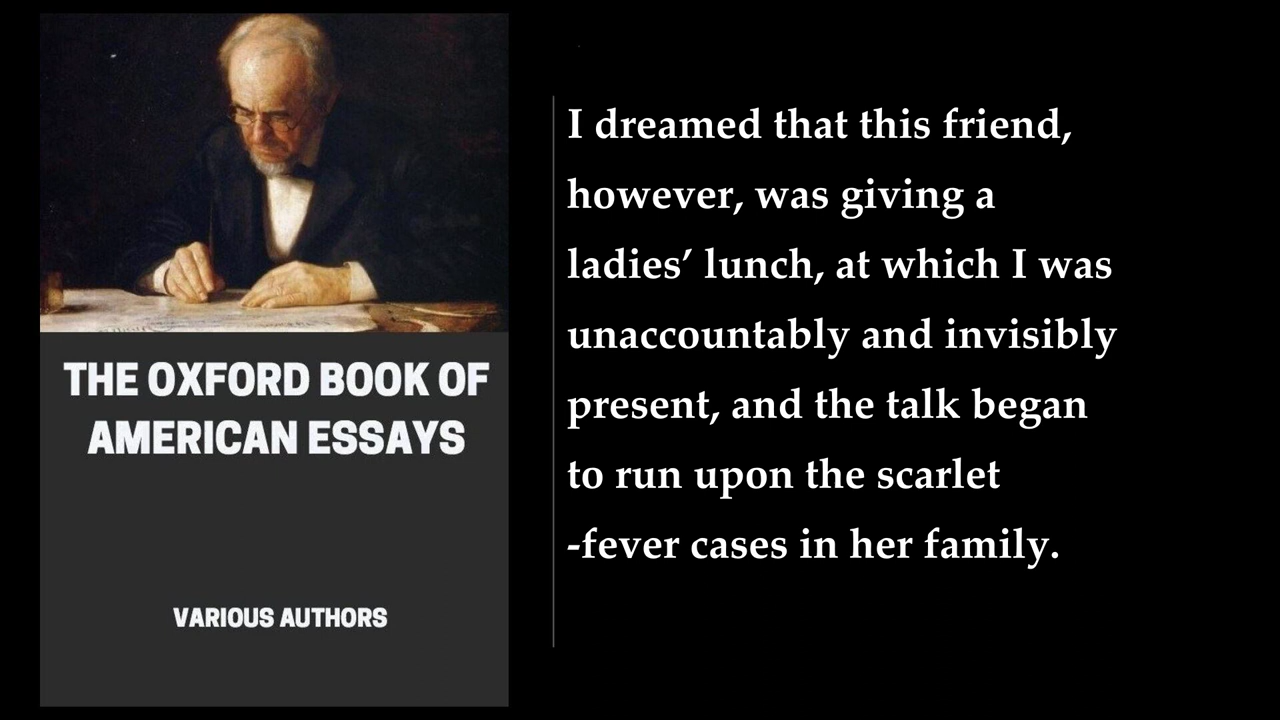 THE OXFORD BOOK OF
AMERICAN ESSAYS
VARIOUS AUTHORS
I dreamed that this friend,
however, was giving a
ladies’ lunch, at which I was
unaccountably and invisibly
present, and the talk began
to run upon the scarlet
-fever cases in her family.